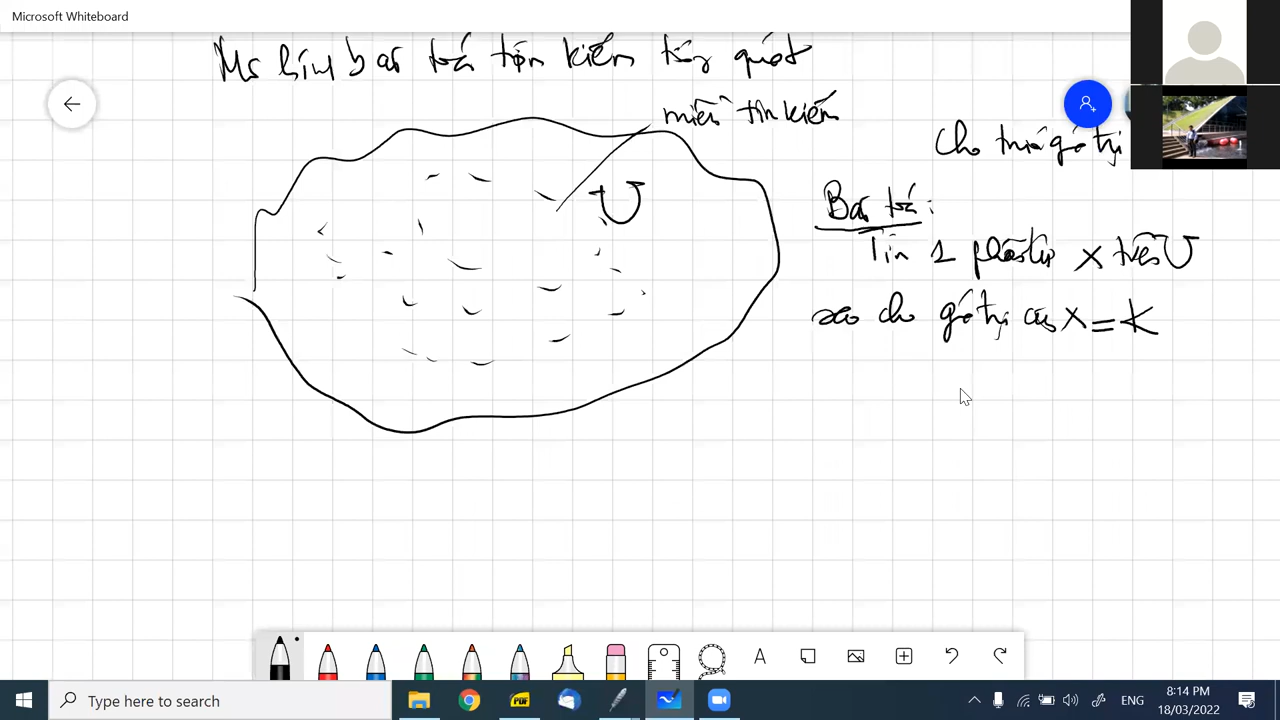 Microsoft Whiteboard
Mô hình bài toán tìm kiếm tổng quát
miền tìm kiếm
U
Cho trước giá trị
Bài toán:
Tìm 1 phần tử X trên U
sao cho giá trị của X = K
A
Type here to search
PDF
ENG
8:14 PM
18/03/2022